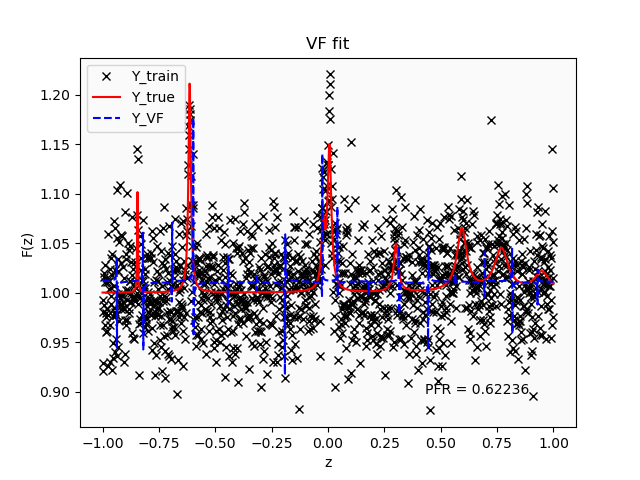 VF fit
Y_train
Y_true
Y_VF
F(z)
1.20
1.15
1.10
1.05
1.00
0.95
0.90
PFR = 0.62236
−1.00 −0.75 −0.50 −0.25 0.00 0.25 0.50 0.75 1.00
z